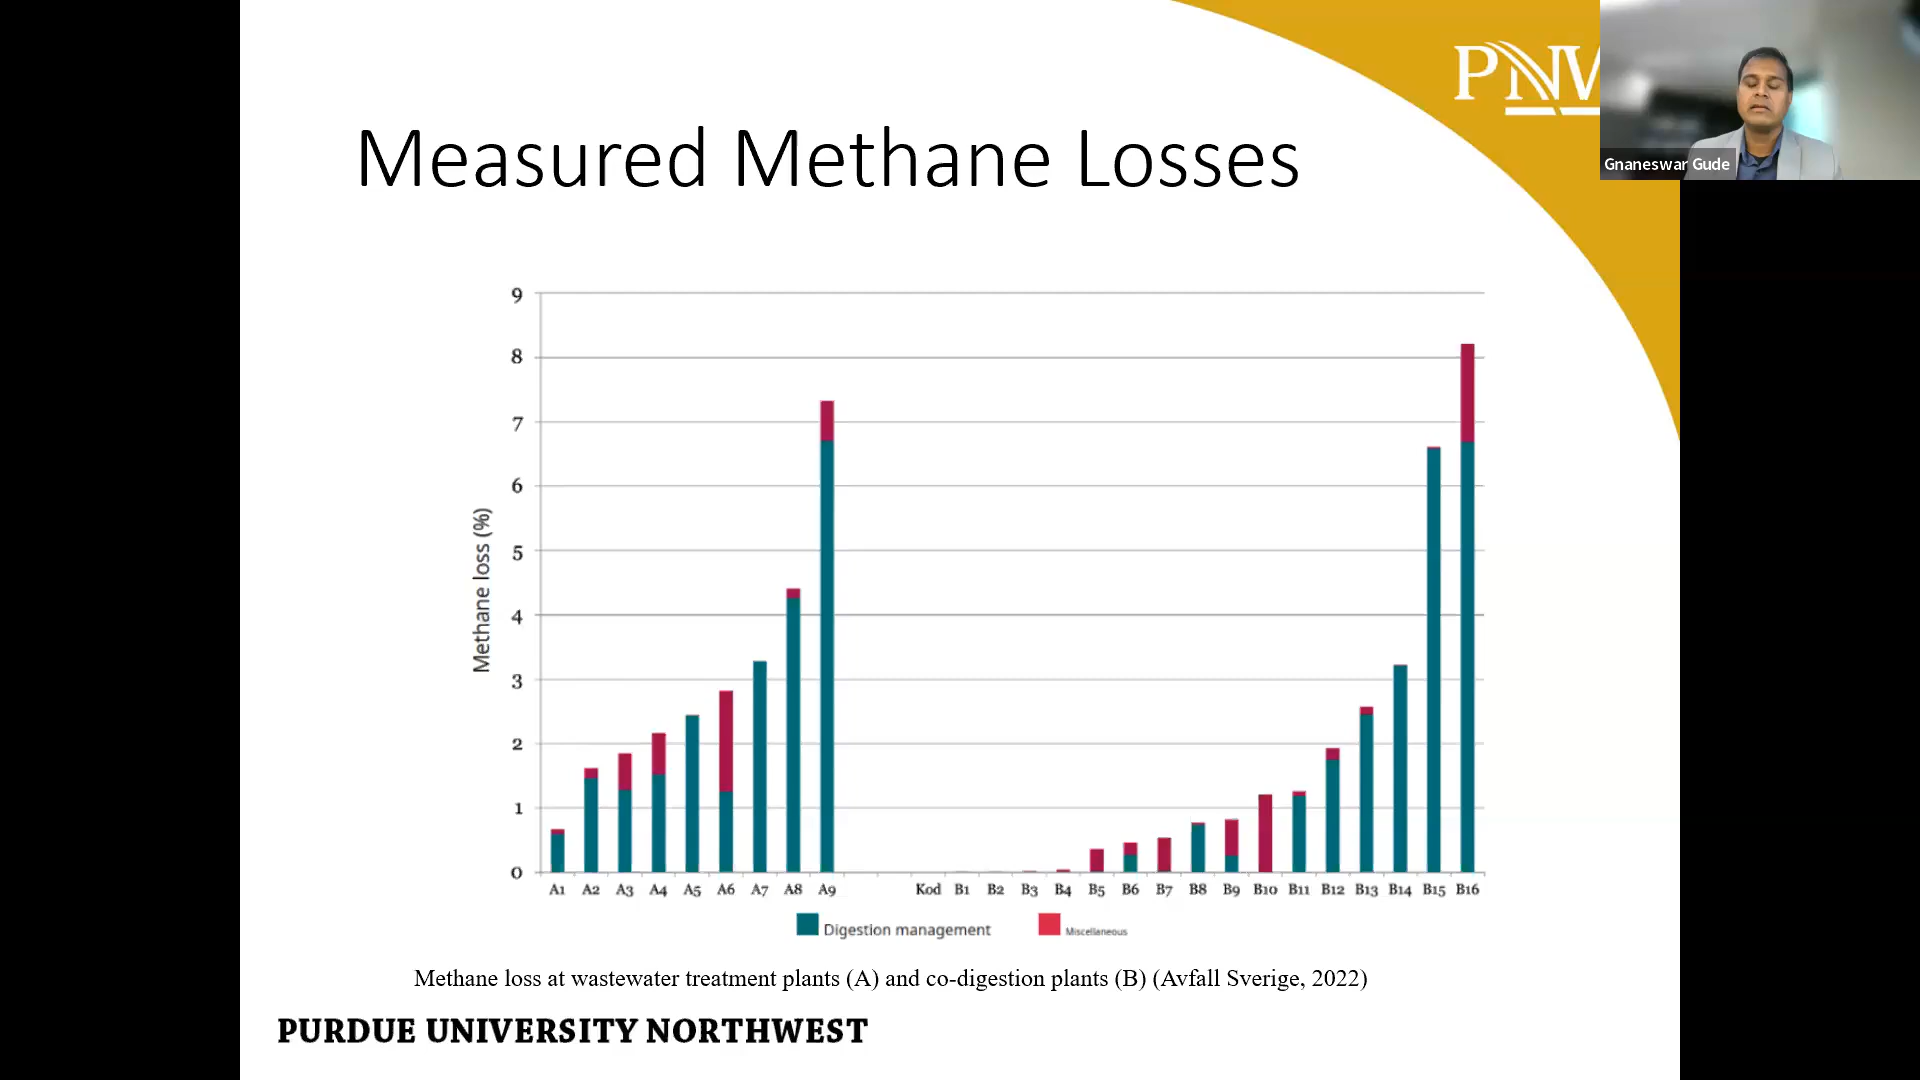 PNW
Gnaneswar Gude
Measured Methane Losses
9
8
7
6
5
4
3
2
1
0
Methane loss (%)
A1 A2 A3 A4 A5 A6 A7 A8 A9 Kod B1 B2 B3 B4 B5 B6 B7 B8 B9 B10 B11 B12 B13 B14 B15 B16
Digestion management Miscellaneous
Methane loss at wastewater treatment plants (A) and co-digestion plants (B) (Avfall Sverige, 2022)
PURDUE UNIVERSITY NORTHWEST